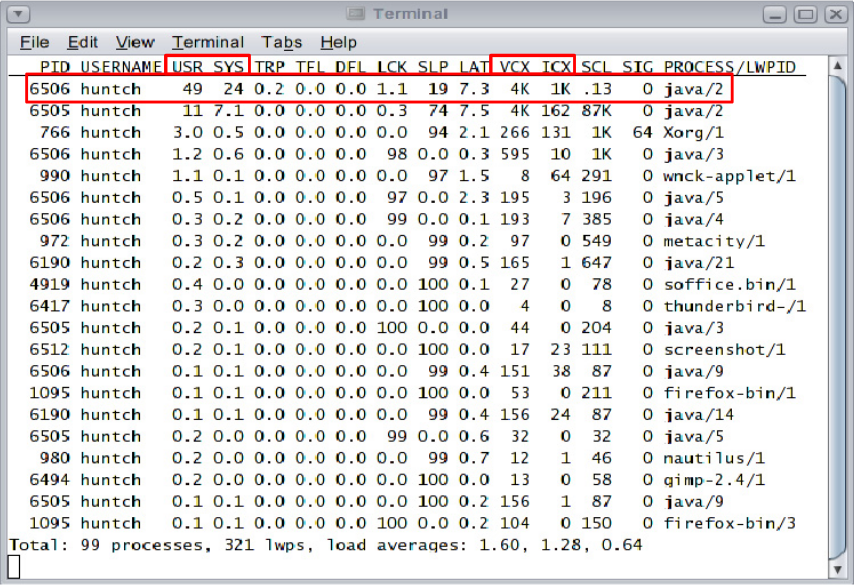 Terminal
File Edit View Terminal Tabs Help
PID USERNAME USR SYS TRP TFL DFL LCK SLP LAT VCX ICX SCL SIG PROCESS/LWPID
6506 huntch 49 24 0.2 0.0 0.0 1.1 19 7.3 4K 1K .13 0 java/2
6505 huntch 11 7.1 0.0 0.0 0.0 0.3 74 7.5 4K 162 87K 0 java/2
766 huntch 3.0 0.5 0.0 0.0 0.0 0.0 94 2.1 266 131 1K 64 Xorg/1
6506 huntch 1.2 0.6 0.0 0.0 0.0 98 0.0 0.3 595 10 1K 0 java/3
990 huntch 1.1 0.1 0.0 0.0 0.0 0.0 97 1.5 8 64 291 0 wnck-applet/1
6506 huntch 0.5 0.1 0.0 0.0 0.0 97 0.0 2.3 195 3 196 0 java/5
6506 huntch 0.3 0.2 0.0 0.0 0.0 99 0.0 0.1 193 7 385 0 java/4
972 huntch 0.3 0.2 0.0 0.0 0.0 0.0 99 0.2 97 0 549 0 metacity/1
6190 huntch 0.2 0.3 0.0 0.0 0.0 0.0 99 0.5 165 1 647 0 java/21
4919 huntch 0.4 0.0 0.0 0.0 0.0 0.0 100 0.1 27 0 78 0 soffice.bin/1
6417 huntch 0.3 0.0 0.0 0.0 0.0 0.0 100 0.0 4 0 8 0 thunderbird-/1
6505 huntch 0.2 0.1 0.0 0.0 0.0 100 0.0 0.0 44 0 204 0 java/3
6512 huntch 0.2 0.1 0.0 0.0 0.0 0.0 100 0.0 17 23 111 0 screenshot/1
6506 huntch 0.1 0.1 0.0 0.0 0.0 0.0 99 0.4 151 38 87 0 java/9
1095 huntch 0.1 0.1 0.0 0.0 0.0 0.0 100 0.0 53 0 211 0 firefox-bin/1
6190 huntch 0.1 0.1 0.0 0.0 0.0 0.0 99 0.4 156 24 87 0 java/14
6505 huntch 0.2 0.0 0.0 0.0 0.0 99 0.0 0.6 32 0 32 0 java/5
980 huntch 0.2 0.0 0.0 0.0 0.0 0.0 99 0.7 12 1 46 0 nautilus/1
6494 huntch 0.2 0.0 0.0 0.0 0.0 0.0 100 0.0 13 0 58 0 gimp-2.4/1
6505 huntch 0.1 0.1 0.0 0.0 0.0 0.0 100 0.2 156 1 87 0 java/9
1095 huntch 0.1 0.1 0.0 0.0 0.0 100 0.0 0.2 104 0 150 0 firefox-bin/3
Total: 99 processes, 321 lwps, load averages: 1.60, 1.28, 0.64